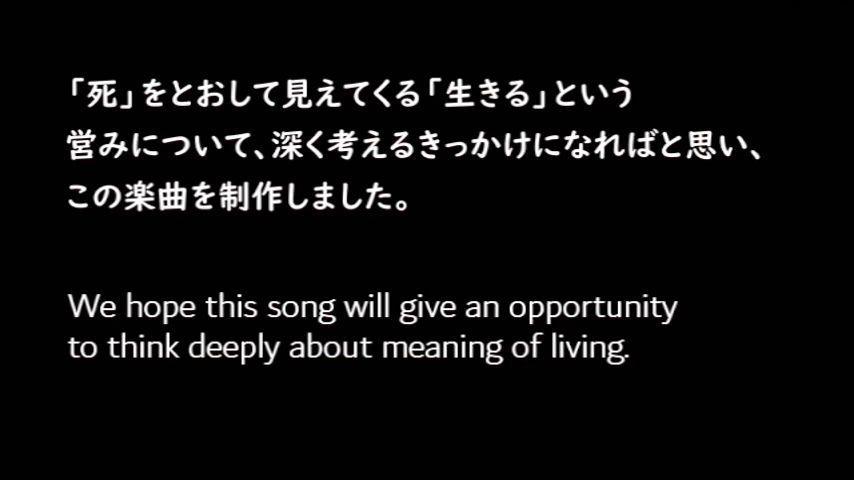 「死」をとおして見えてくる「生きる」という
営みについて、深く考えるきっかけになればと思い、
この楽曲を制作しました。
We hope this song will give an opportunity
to think deeply about meaning of living.